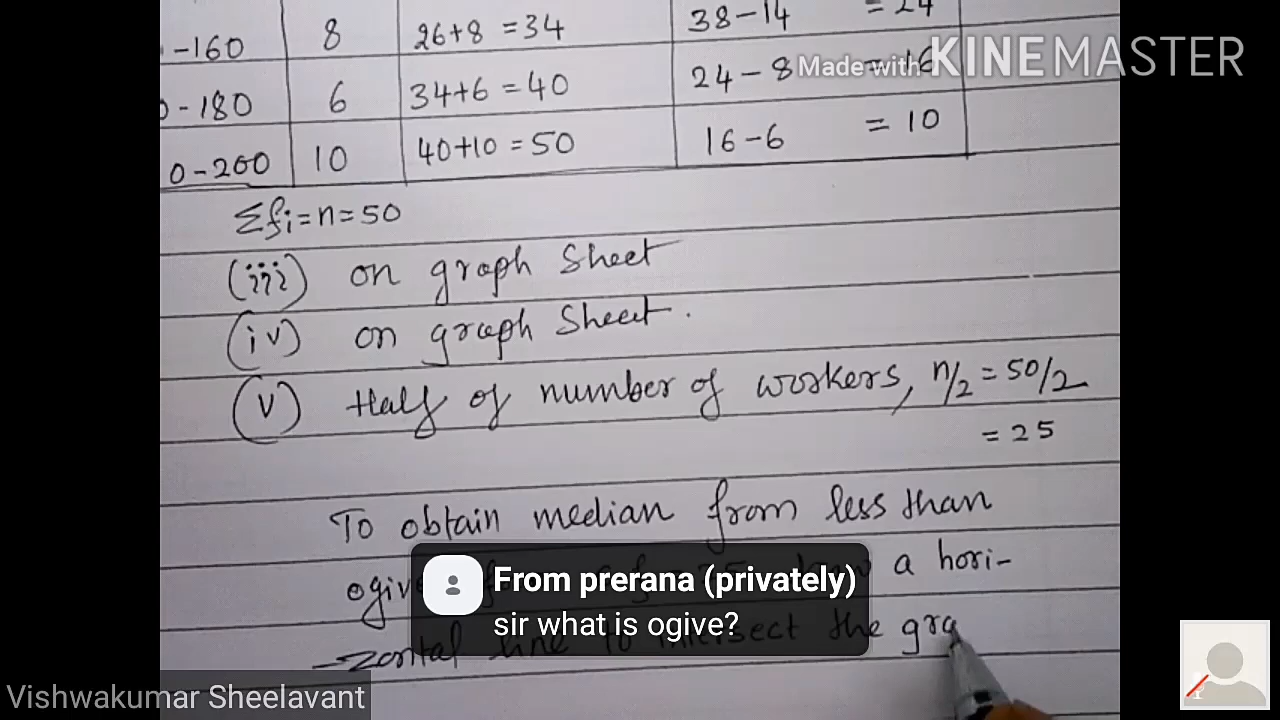 -160 8 26+8 =34 38-14 = 24
Made with KINEMASTER
0-180 6 34+6 = 40 24-8 = 16
0-200 10 40+10 = 50 16-6 = 10
Σfi = n = 50
(iii) on graph Sheet
(iv) on graph Sheet.
(v) Half of number of workers, n/2 = 50/2
= 25
To obtain median from less than
ogive a hori-
-zontal line to intersect the gra
From prerana (privately)
sir what is ogive?
Vishwakumar Sheelavant